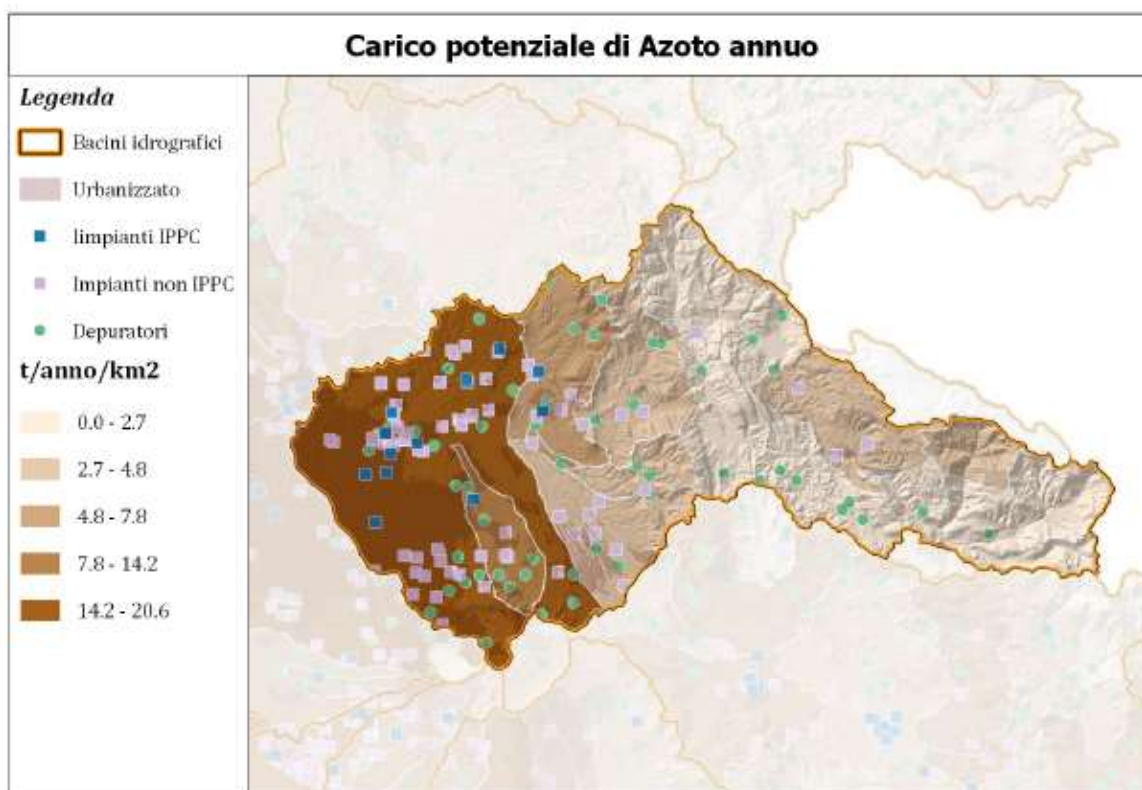 Carico potenziale di Azoto annuo
Legenda
Bacini idrografici
Urbanizzato
Iimpianti IPPC
Impianti non IPPC
Depuratori
t/anno/km2
0.0 - 2.7
2.7 - 4.8
4.8 - 7.8
7.8 - 14.2
14.2 - 20.6